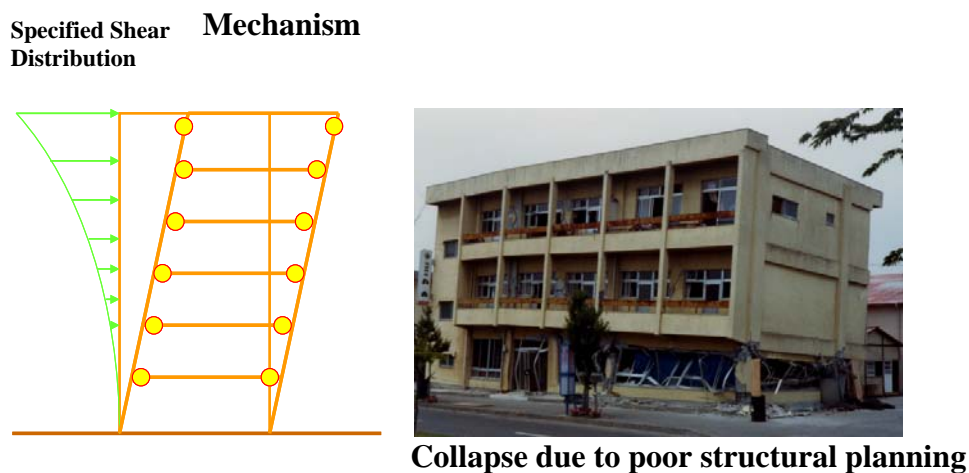 Specified Shear
Distribution
Mechanism
Collapse due to poor structural planning